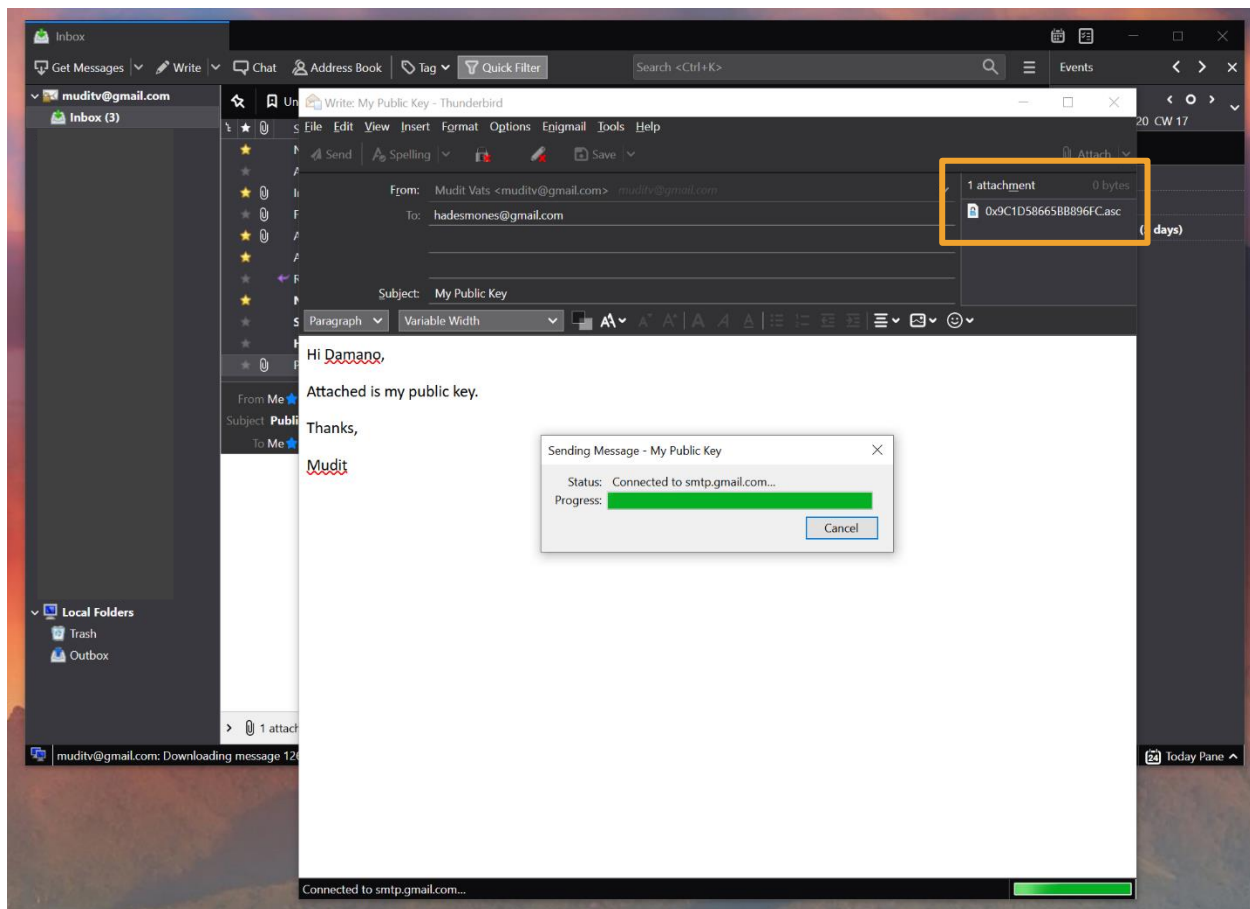 Inbox
Get Messages Write Chat Address Book Tag Quick Filter Search <Ctrl+K> Events
muditv@gmail.com
Inbox (3)
Un
20 CW 17
Write: My Public Key - Thunderbird
File Edit View Insert Format Options Enigmail Tools Help
Send Spelling Save Attach
From: Mudit Vats <muditv@gmail.com> muditv@gmail.com
1 attachment 0 bytes
To: hadesmones@gmail.com
0x9C1D58665BB896FC.asc
days)
Subject: My Public Key
Paragraph Variable Width
Hi Damano,
Attached is my public key.
Thanks,
Mudit
From Me
Subject Publi
To Me
Sending Message - My Public Key
Status: Connected to smtp.gmail.com...
Progress:
Cancel
Local Folders
Trash
Outbox
1 attach
muditv@gmail.com: Downloading message 126
24 Today Pane
Connected to smtp.gmail.com...